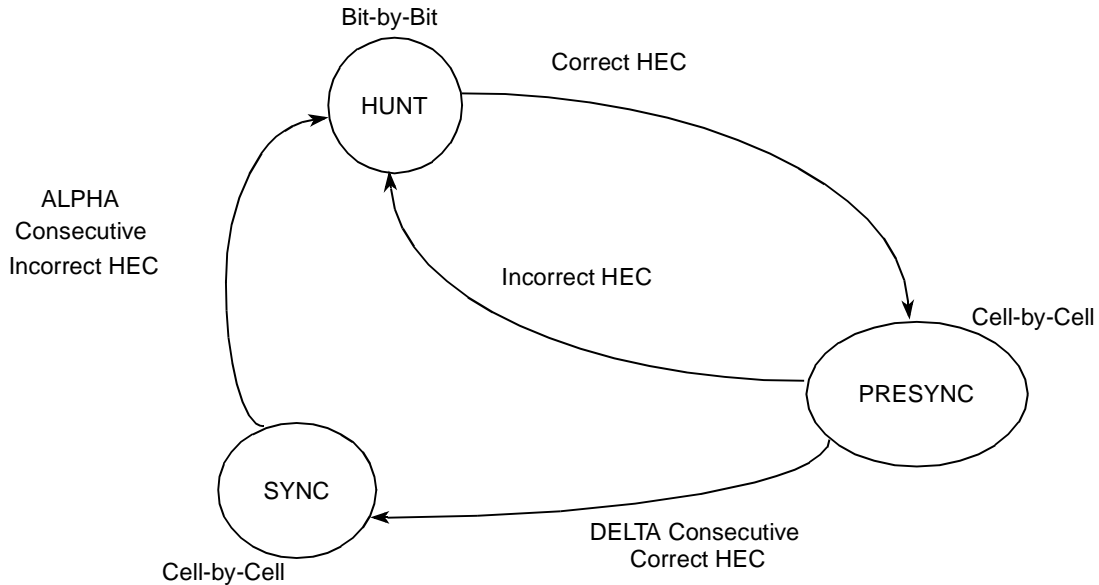 Bit-by-Bit
HUNT
Correct HEC
ALPHA
Consecutive
Incorrect HEC
Incorrect HEC
Cell-by-Cell
PRESYNC
SYNC
DELTA Consecutive
Correct HEC
Cell-by-Cell